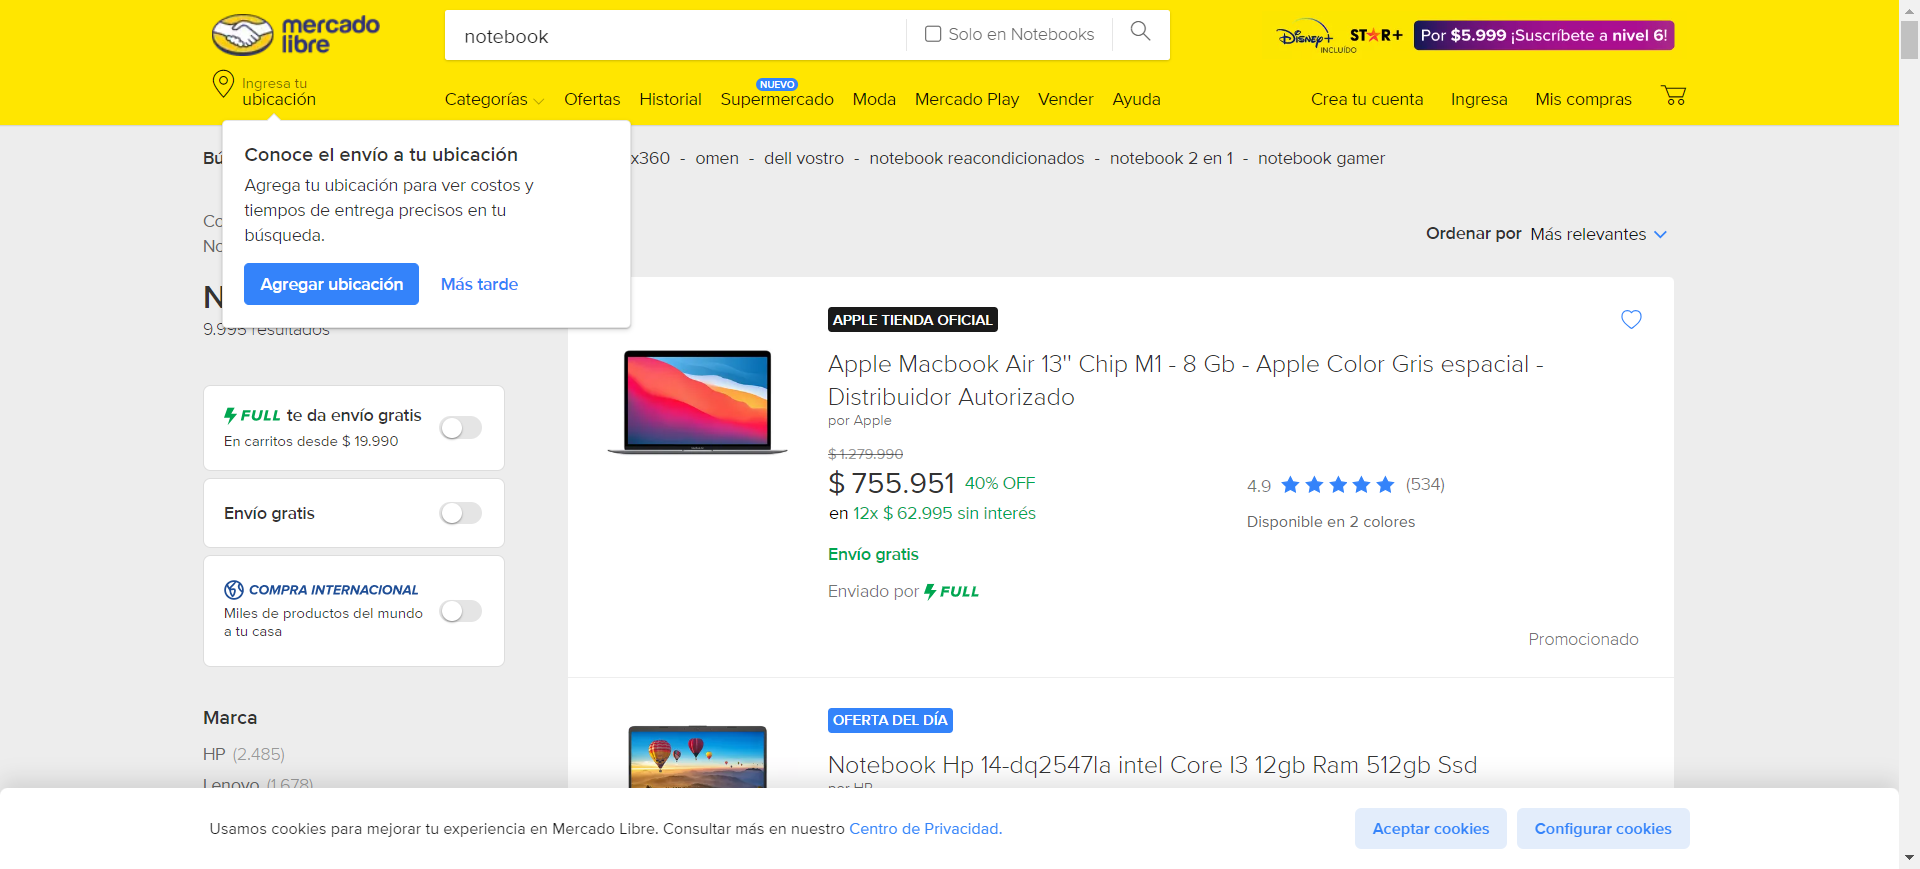 mercado
libre
notebook
Solo en Notebooks
Disney+
INCLUÍDO
STAR+
Por $5.999 ¡Suscríbete a nivel 6!
Ingresa tu
ubicación
Categorías
Ofertas
Historial
NUEVO
Supermercado
Moda
Mercado Play
Vender
Ayuda
Crea tu cuenta
Ingresa
Mis compras
Conoce el envío a tu ubicación
Agrega tu ubicación para ver costos y
tiempos de entrega precisos en tu
búsqueda.
Agregar ubicación
Más tarde
x360 - omen - dell vostro - notebook reacondicionados - notebook 2 en 1 - notebook gamer
Ordenar por Más relevantes
9.995 resultados
FULL te da envío gratis
En carritos desde $ 19.990
Envío gratis
COMPRA INTERNACIONAL
Miles de productos del mundo
a tu casa
Marca
HP (2.485)
Lenovo (1.678)
APPLE TIENDA OFICIAL
Apple Macbook Air 13" Chip M1 - 8 Gb - Apple Color Gris espacial -
Distribuidor Autorizado
por Apple
$ 1.279.990
$ 755.951 40% OFF
en 12x $ 62.995 sin interés
Envío gratis
Enviado por FULL
4.9 (534)
Disponible en 2 colores
Promocionado
OFERTA DEL DÍA
Notebook Hp 14-dq2547la intel Core I3 12gb Ram 512gb Ssd
por HP
Usamos cookies para mejorar tu experiencia en Mercado Libre. Consultar más en nuestro Centro de Privacidad.
Aceptar cookies
Configurar cookies